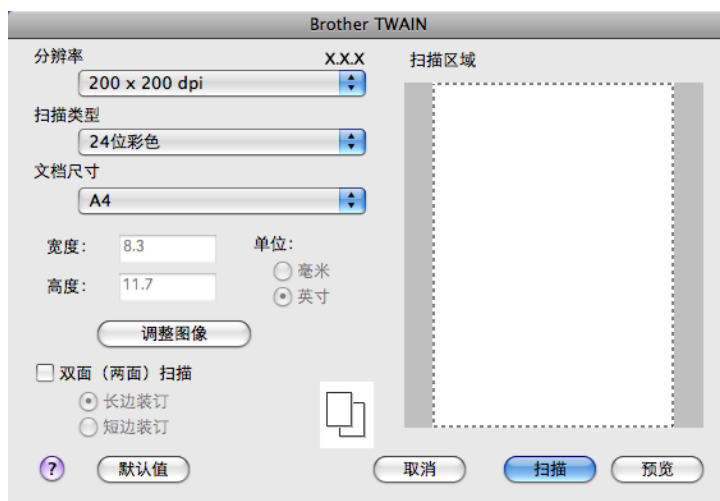 Brother TWAIN
分辨率
X.X.X
200 x 200 dpi
扫描类型
24位彩色
文档尺寸
A4
宽度：
8.3
高度：
11.7
单位：
毫米
英寸
调整图像
双面（两面）扫描
长边装订
短边装订
?
默认值
扫描区域
取消
扫描
预览